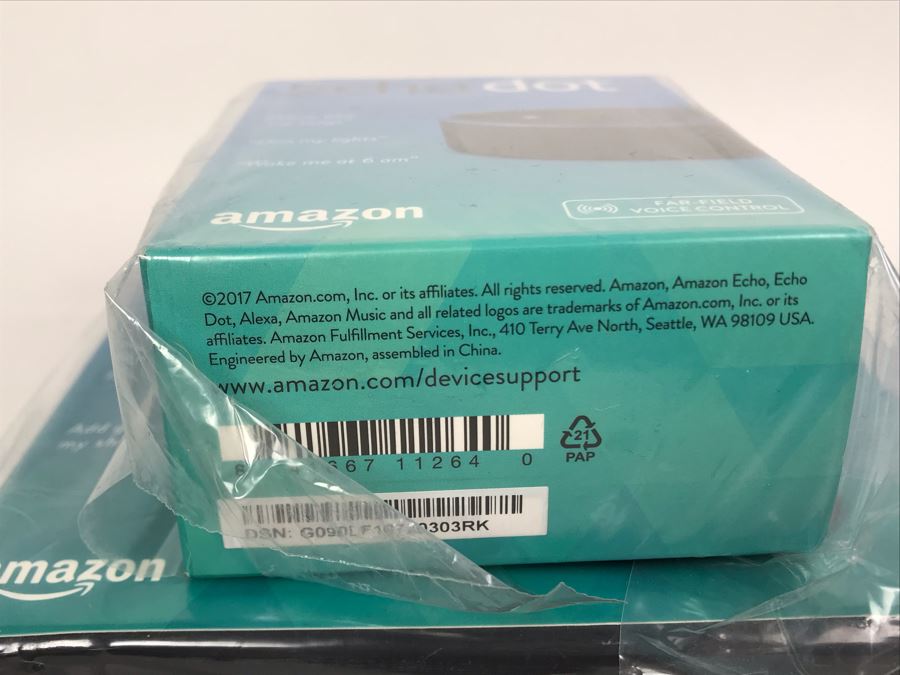 dot
"Wake me at 6 am"
amazon
FAR-FIELD
VOICE CONTROL
©2017 Amazon.com, Inc. or its affiliates. All rights reserved. Amazon, Amazon Echo, Echo
Dot, Alexa, Amazon Music and all related logos are trademarks of Amazon.com, Inc. or its
affiliates. Amazon Fulfillment Services, Inc., 410 Terry Ave North, Seattle, WA 98109 USA.
Engineered by Amazon, assembled in China.
www.amazon.com/devicesupport
667 11264 0
21
PAP
DSN:
Add
my
amazon